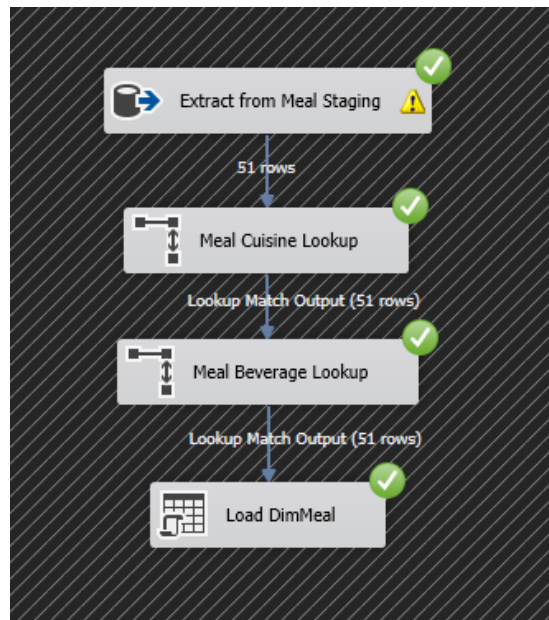 Extract from Meal Staging
51 rows
Meal Cuisine Lookup
Lookup Match Output (51 rows)
Meal Beverage Lookup
Lookup Match Output (51 rows)
Load DimMeal